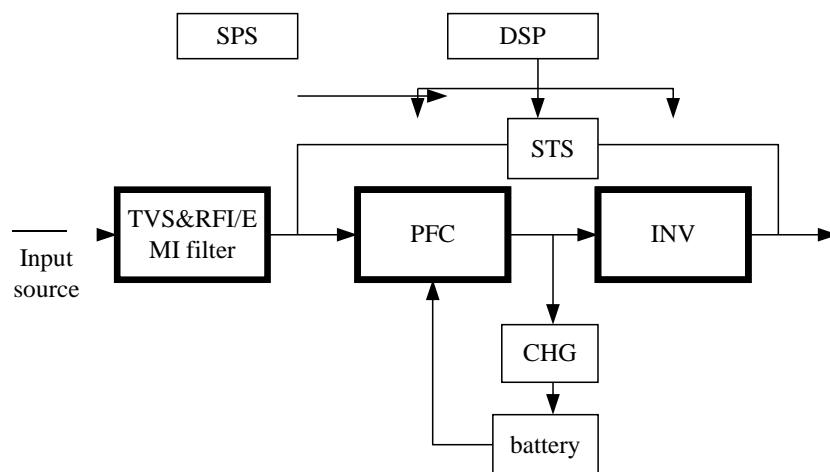 SPS
DSP
STS
TVS&RFI/E
MI filter
PFC
INV
Input
source
CHG
battery